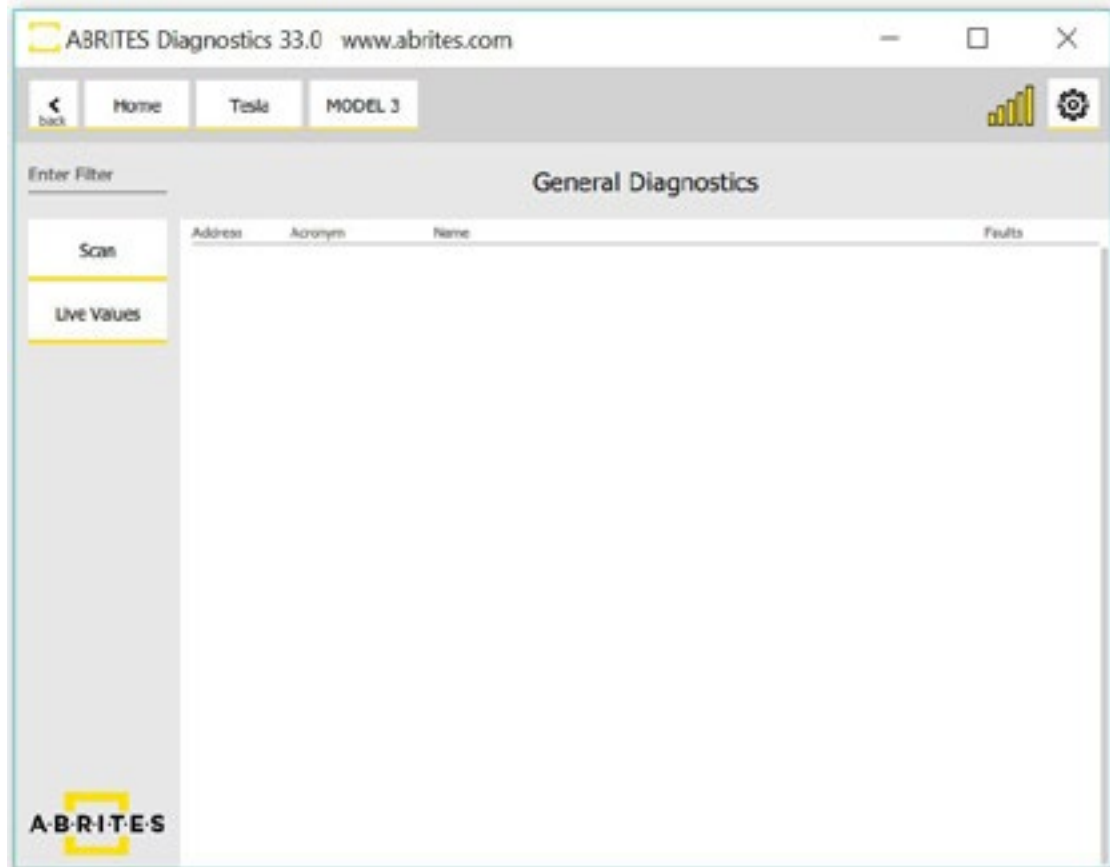 ABRITES Diagnostics 33.0 www.abrites.com
back Home Tesla MODEL 3
Enter Filter
General Diagnostics
Scan
Address Acronym Name Faults
Live Values
A·B·R·I·T·E·S